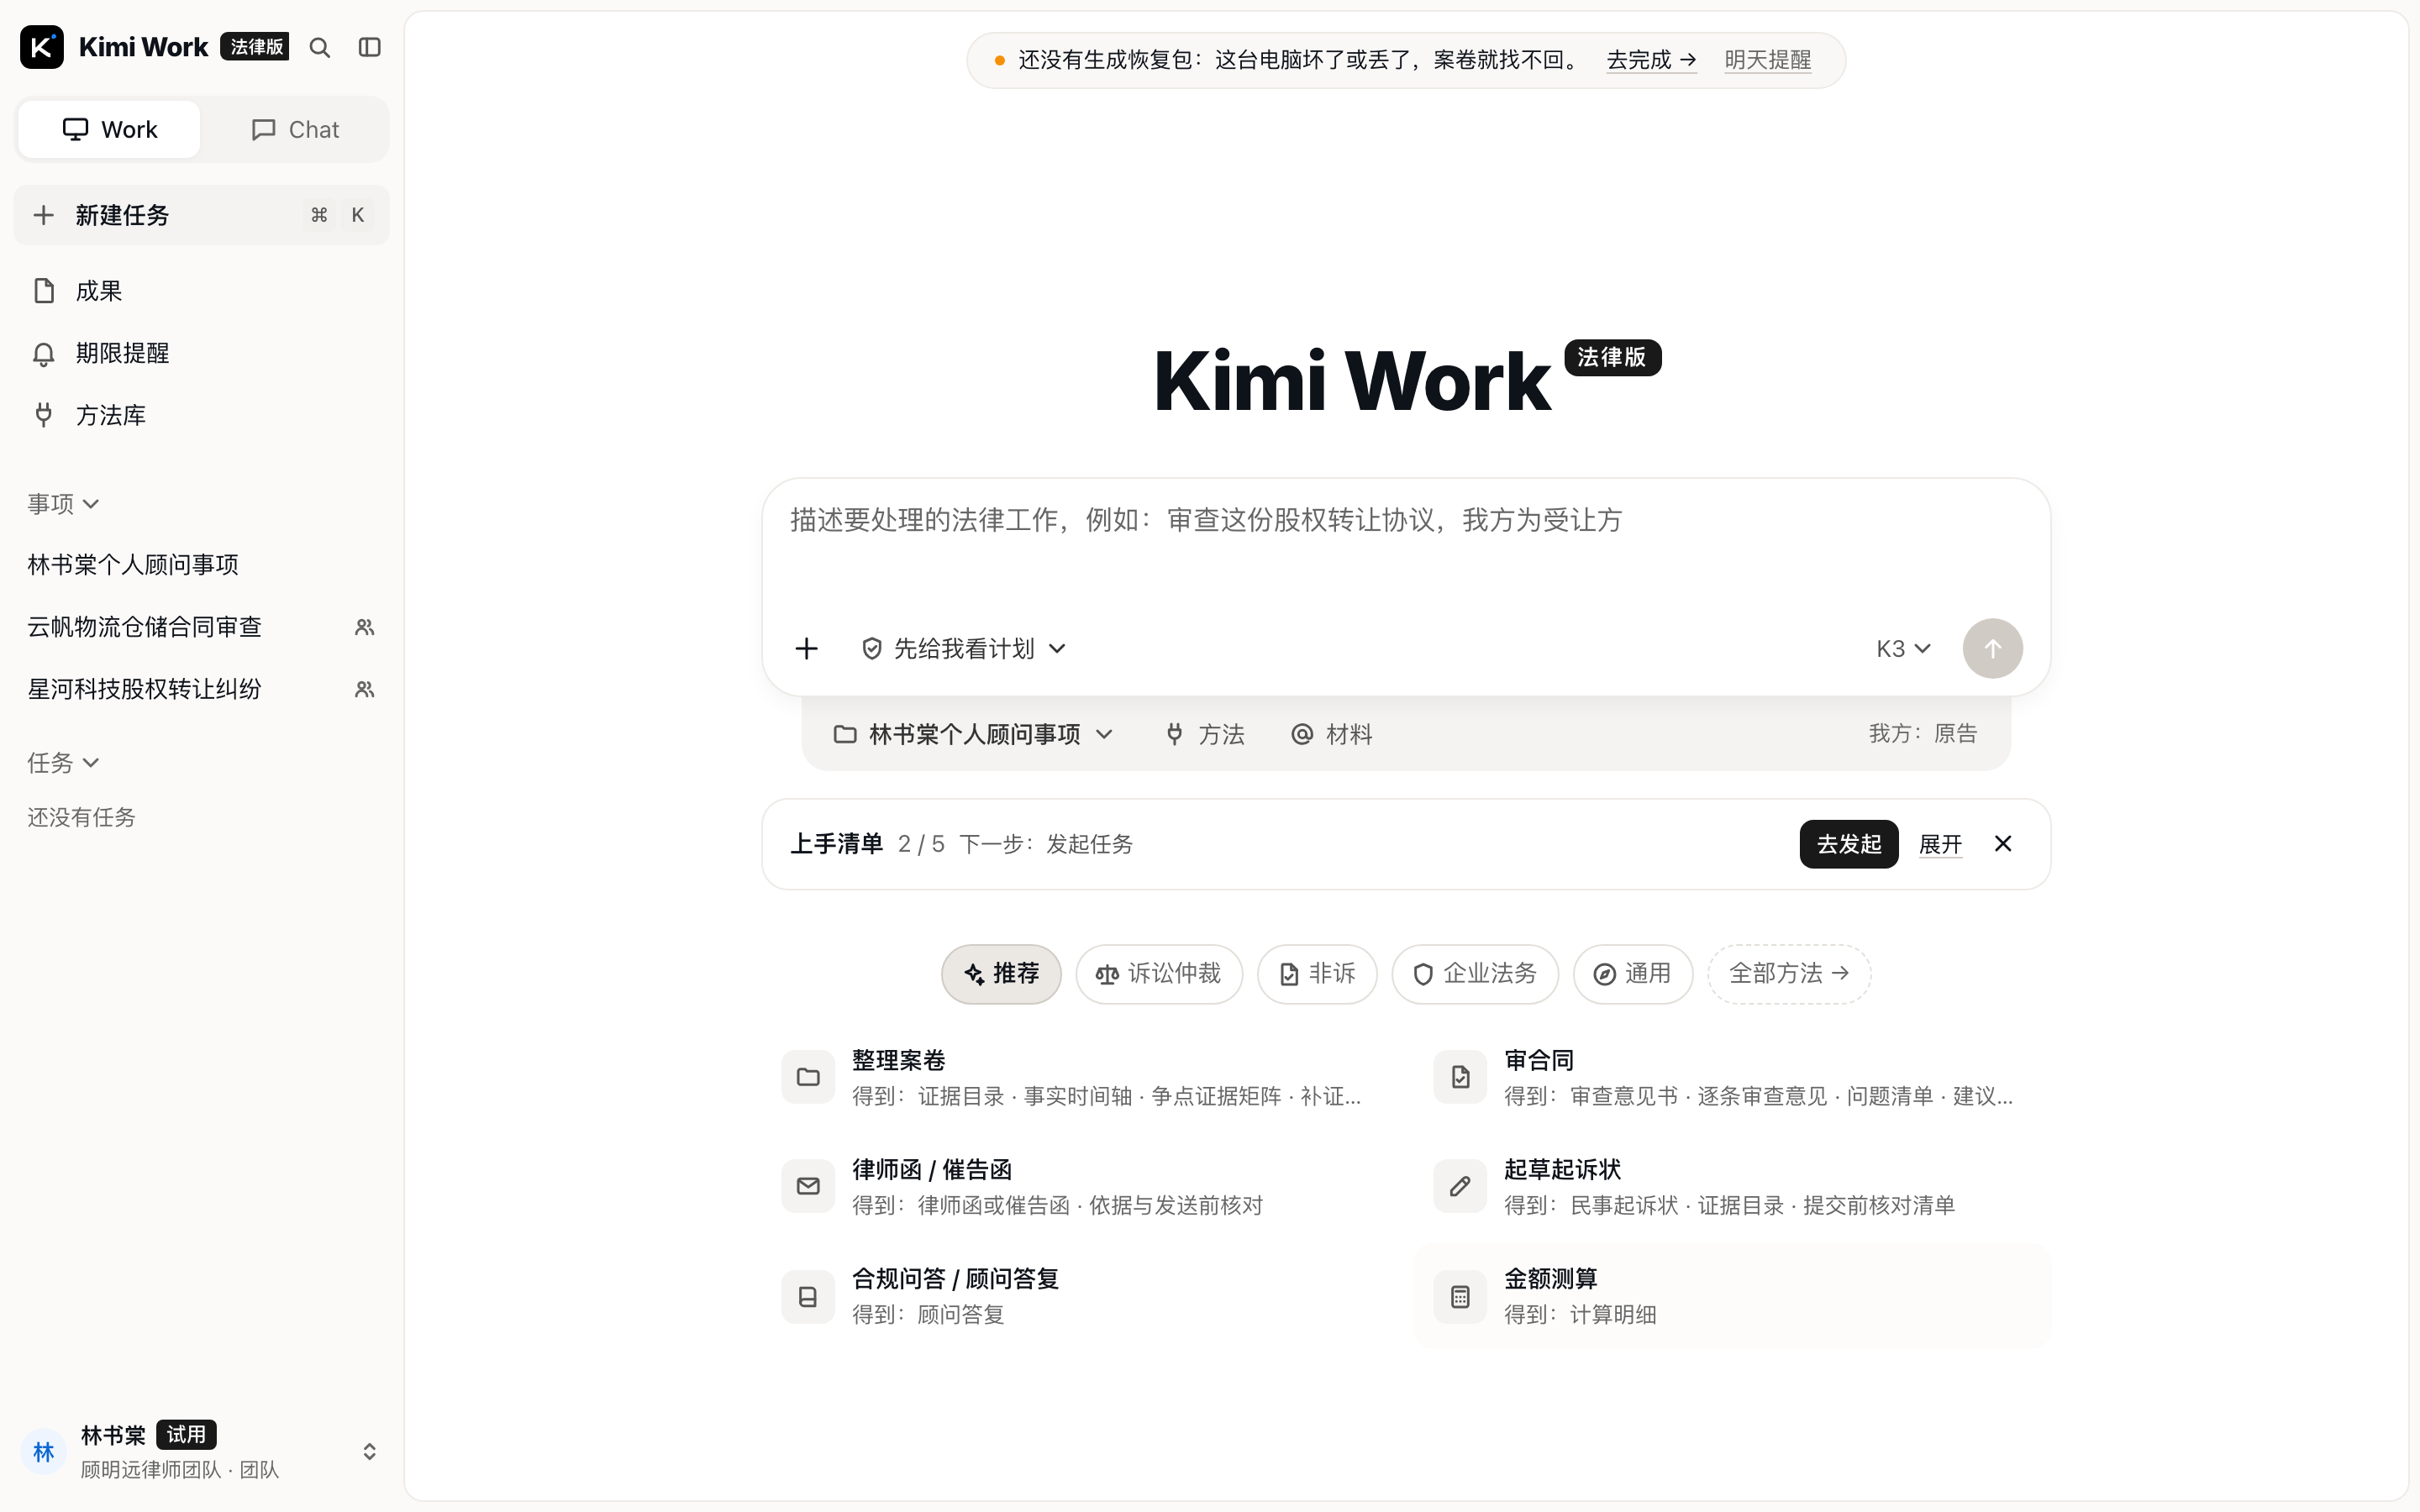 Kimi Work 法律版
Work
Chat
新建任务 ⌘ K
成果
期限提醒
方法库
事项
林书棠个人顾问事项
云帆物流仓储合同审查
星河科技股权转让纠纷
任务
还没有任务
林 林书棠 试用
顾明远律师团队 · 团队
还没有生成恢复包：这台电脑坏了或丢了，案卷就找不回。 去完成 → 明天提醒
Kimi Work 法律版
描述要处理的法律工作，例如：审查这份股权转让协议，我方为受让方
先给我看计划 K3
林书棠个人顾问事项 方法 材料 我方：原告
上手清单 2 / 5 下一步：发起任务 去发起 展开
推荐 诉讼仲裁 非诉 企业法务 通用 全部方法 →
整理案卷
得到：证据目录 · 事实时间轴 · 争点证据矩阵 · 补证...
审合同
得到：审查意见书 · 逐条审查意见 · 问题清单 · 建议...
律师函 / 催告函
得到：律师函或催告函 · 依据与发送前核对
起草起诉状
得到：民事起诉状 · 证据目录 · 提交前核对清单
合规问答 / 顾问答复
得到：顾问答复
金额测算
得到：计算明细